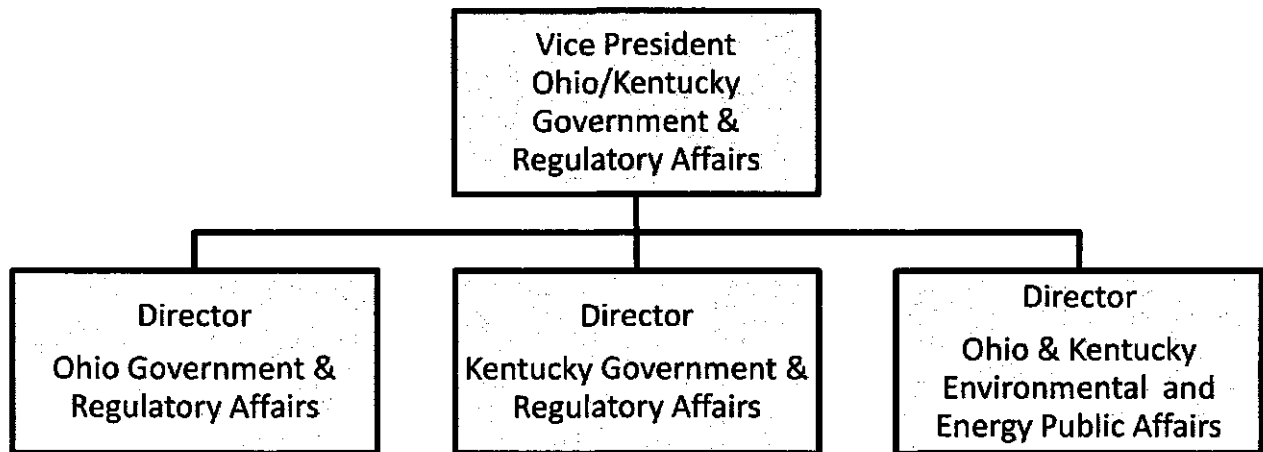 Vice President
Ohio/Kentucky
Government &
Regulatory Affairs
Director
Ohio Government &
Regulatory Affairs
Director
Kentucky Government &
Regulatory Affairs
Director
Ohio & Kentucky
Environmental and
Energy Public Affairs